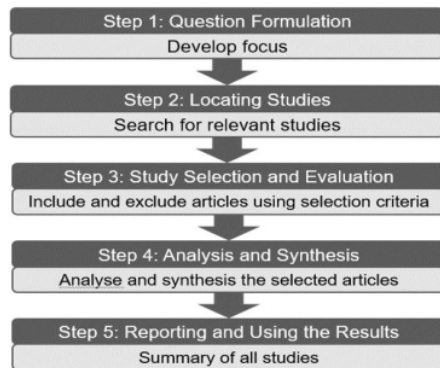 Step 1: Question Formulation
Develop focus
Step 2: Locating Studies
Search for relevant studies
Step 3: Study Selection and Evaluation
Include and exclude articles using selection criteria
Step 4: Analysis and Synthesis
Analyse and synthesis the selected articles
Step 5: Reporting and Using the Results
Summary of all studies